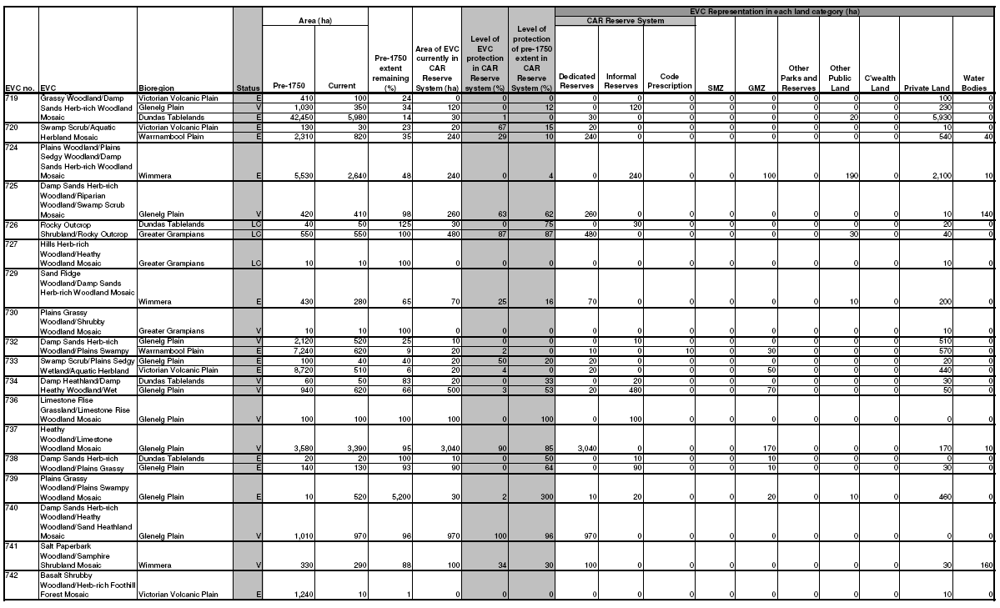 EVC Representation in each land category (ha)
Area (ha) CAR Reserve System
EVC no. EVC Bioregion Status Pre-1750 Current Pre-1750 extent remaining (%) Area of EVC currently in CAR Reserve System (ha) Level of EVC protection in CAR Reserve system (%) Level of protection of pre-1750 extent in CAR Reserve System (%) Dedicated Reserves Informal Reserves Code Prescription SMZ GMZ Other Parks and Reserves Other Public Land C'wealth Land Private Land Water Bodies
719 Grassy Woodland/Damp Victorian Volcanic Plain E 410 100 24 0 0 0 0 0 0 0 0 0 0 0 100 0
Sands Herb-rich Woodland Glenelg Plain V 1,030 350 34 120 0 12 0 120 0 0 0 0 0 0 230 0
Mosaic Dundas Tablelands E 42,450 5,980 14 30 1 0 30 0 0 0 0 0 20 0 5,930 0
720 Swamp Scrub/Aquatic Victorian Volcanic Plain E 130 30 23 20 67 15 20 0 0 0 0 0 0 0 10 0
Herbland Mosaic Warrnambool Plain E 2,310 820 35 240 29 10 240 0 0 0 0 0 0 0 540 40
724 Plains Woodland/Plains
Sedgy Woodland/Damp
Sands Herb-rich Woodland
Mosaic Wimmera E 5,530 2,640 48 240 0 4 0 240 0 0 100 0 190 0 2,100 10
725 Damp Sands Herb-rich
Woodland/Riparian
Woodland/Swamp Scrub
Mosaic Glenelg Plain V 420 410 98 260 63 62 260 0 0 0 0 0 0 0 10 140
726 Rocky Outcrop Dundas Tablelands LC 40 50 125 30 0 75 0 30 0 0 0 0 0 0 20 0
Shrubland/Rocky Outcrop Greater Grampians LC 550 550 100 480 87 87 480 0 0 0 0 0 30 0 40 0
727 Hills Herb-rich
Woodland/Heathy
Woodland Mosaic Greater Grampians LC 10 10 100 0 0 0 0 0 0 0 0 0 0 0 10 0
729 Sand Ridge
Woodland/Damp Sands
Herb-rich Woodland Mosaic
Wimmera E 430 280 65 70 25 16 70 0 0 0 0 0 10 0 200 0
730 Plains Grassy
Woodland/Shrubby
Woodland Mosaic Greater Grampians V 10 10 100 0 0 0 0 0 0 0 0 0 0 0 10 0
732 Damp Sands Herb-rich Glenelg Plain V 2,120 520 25 10 0 0 0 10 0 0 0 0 0 0 510 0
Woodland/Plains Swampy Warrnambool Plain E 7,240 620 9 20 2 0 10 0 10 0 30 0 0 0 570 0
733 Swamp Scrub/Plains Sedgy Glenelg Plain E 100 40 40 20 50 20 20 0 0 0 0 0 0 0 20 0
Wetland/Aquatic Herbland Victorian Volcanic Plain E 8,720 510 6 20 4 0 20 0 0 0 50 0 0 0 440 0
734 Damp Heathland/Damp Dundas Tablelands V 60 50 83 20 0 33 0 20 0 0 0 0 0 0 30 0
Heathy Woodland/Wet Glenelg Plain V 940 620 66 500 3 53 20 480 0 0 70 0 0 0 50 0
736 Limestone Rise
Grassland/Limestone Rise
Woodland Mosaic Glenelg Plain V 100 100 100 100 0 100 0 100 0 0 0 0 0 0 0 0
737 Heathy
Woodland/Limestone
Woodland Mosaic Glenelg Plain V 3,580 3,390 95 3,040 90 85 3,040 0 0 0 170 0 0 0 170 10
738 Damp Sands Herb-rich Dundas Tablelands E 20 20 100 10 0 50 0 10 0 0 10 0 0 0 10 0
Woodland/Plains Grassy Glenelg Plain E 140 130 93 90 0 64 0 90 0 0 10 0 0 0 30 0
739 Plains Grassy
Woodland/Plains Swampy
Woodland Mosaic Glenelg Plain E 10 520 5,200 30 2 300 10 20 0 0 20 0 10 0 460 0
740 Damp Sands Herb-rich
Woodland/Heathy
Woodland/Sand Heathland
Mosaic Glenelg Plain V 1,010 970 96 970 100 96 970 0 0 0 0 0 0 0 0 0
741 Salt Paperbark
Woodland/Samphire
Shrubland Mosaic Wimmera V 330 290 88 100 34 30 100 0 0 0 0 0 0 0 30 160
742 Basalt Shrubby
Woodland/Herb-rich Foothill
Forest Mosaic Victorian Volcanic Plain E 1,240 10 1 0 0 0 0 0 0 0 0 0 0 0 10 0